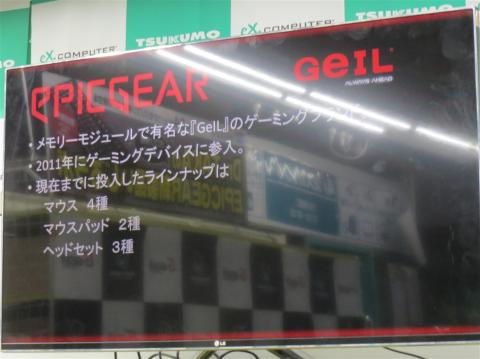 eX.COMPUTER
TSUKUMO
eX.COMPUTER
TSUKUMO
EPICGEAR
GeIL
ALWAYS AHEAD
・メモリーモジュールで有名な『GeIL』のゲーミングブランド
・2011年にゲーミングデバイスに参入。
・現在までに投入したラインナップは
マウス 4種
マウスパッド 2種
ヘッドセット 3種
LG